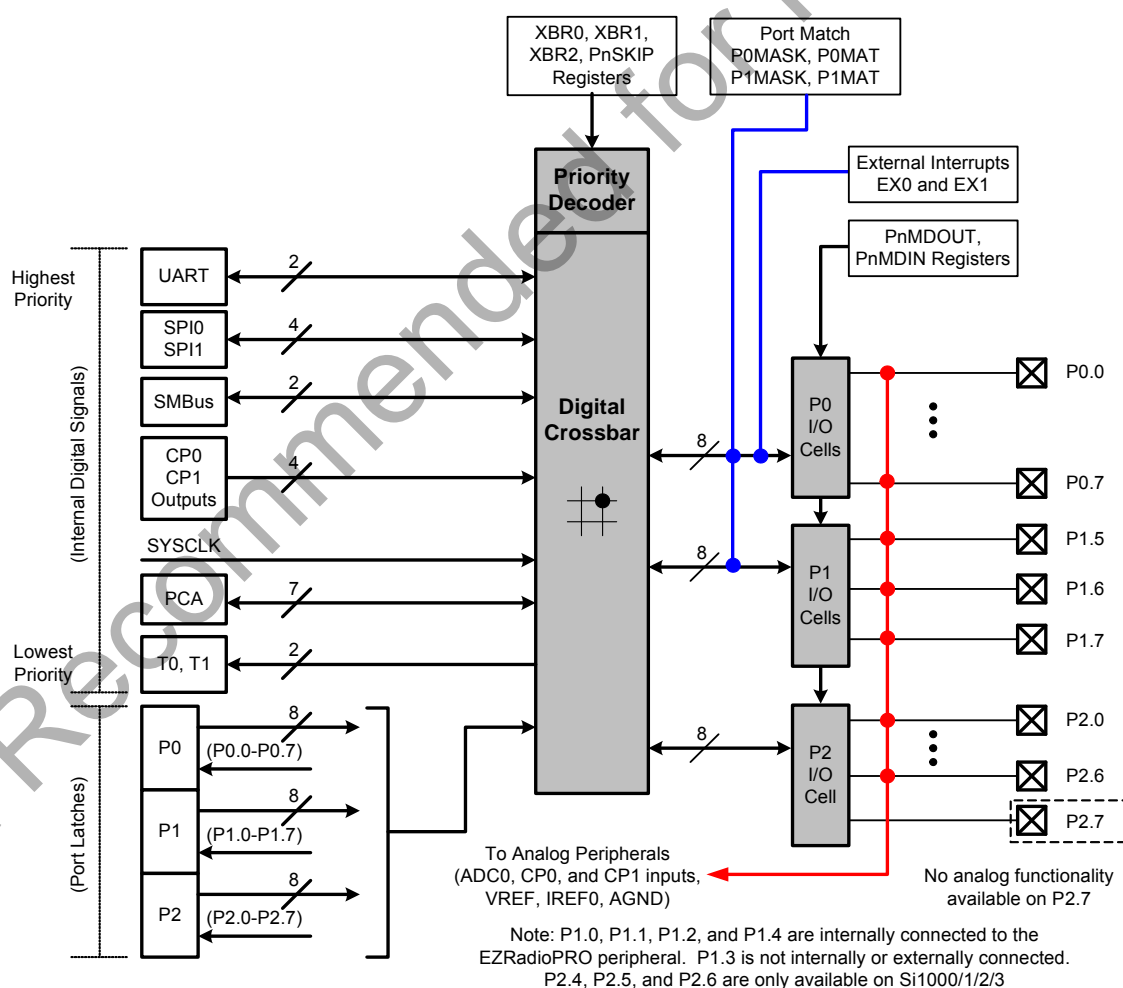 XBR0, XBR1,
XBR2, PnSKIP
Registers
Port Match
P0MASK, P0MAT
P1MASK, P1MAT
External Interrupts
EX0 and EX1
PnMDOUT,
PnMDIN Registers
Priority
Decoder
Digital
Crossbar
Highest
Priority
(Internal Digital Signals)
Lowest
Priority
(Port Latches)
UART
2
SPI0
SPI1
4
SMBus
2
CP0
CP1
Outputs
4
SYSCLK
PCA
7
T0, T1
2
P0
8
(P0.0-P0.7)
P1
8
(P1.0-P1.7)
P2
8
(P2.0-P2.7)
8
P0
I/O
Cells
8
P1
I/O
Cells
8
P2
I/O
Cell
P0.0
P0.7
P1.5
P1.6
P1.7
P2.0
P2.6
P2.7
To Analog Peripherals
(ADC0, CP0, and CP1 inputs,
VREF, IREF0, AGND)
No analog functionality
available on P2.7
Note: P1.0, P1.1, P1.2, and P1.4 are internally connected to the
EZRadioPRO peripheral. P1.3 is not internally or externally connected.
P2.4, P2.5, and P2.6 are only available on Si1000/1/2/3
Recommended for